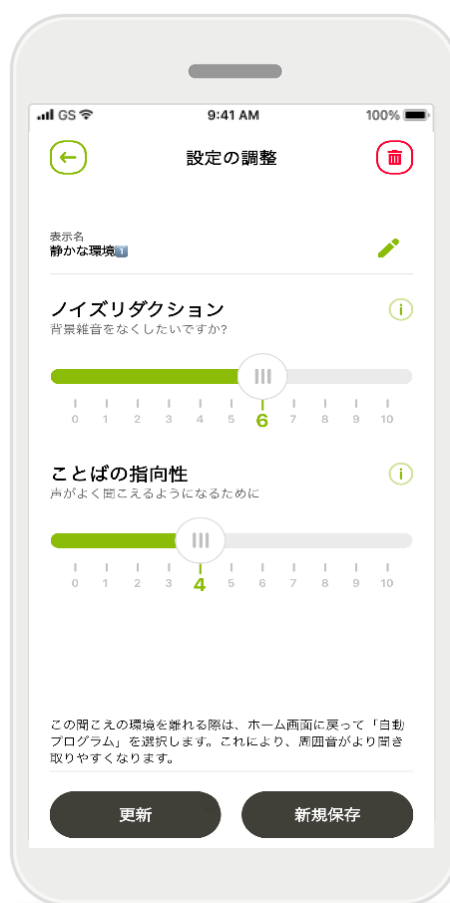 GS 9:41 AM 100%
設定の調整
表示名
静かな環境1️⃣
ノイズリダクション
背景雑音をなくしたいですか?
0 1 2 3 4 5 6 7 8 9 10
ことばの指向性
声がよく聞こえるようになるために
0 1 2 3 4 5 6 7 8 9 10
この聞こえの環境を離れる際は、ホーム画面に戻って「自動
プログラム」を選択します。これにより、周囲音がより聞き
取りやすくなります。
更新 新規保存